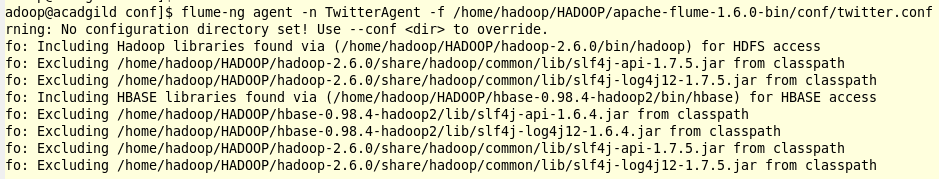 adoop@acadgild conf]$ flume-ng agent -n TwitterAgent -f /home/hadoop/HADOOP/apache-flume-1.6.0-bin/conf/twitter.conf
rning: No configuration directory set! Use --conf <dir> to override.
fo: Including Hadoop libraries found via (/home/hadoop/HADOOP/hadoop-2.6.0/bin/hadoop) for HDFS access
fo: Excluding /home/hadoop/HADOOP/hadoop-2.6.0/share/hadoop/common/lib/slf4j-api-1.7.5.jar from classpath
fo: Excluding /home/hadoop/HADOOP/hadoop-2.6.0/share/hadoop/common/lib/slf4j-log4j12-1.7.5.jar from classpath
fo: Including HBASE libraries found via (/home/hadoop/HADOOP/hbase-0.98.4-hadoop2/bin/hbase) for HBASE access
fo: Excluding /home/hadoop/HADOOP/hbase-0.98.4-hadoop2/lib/slf4j-api-1.6.4.jar from classpath
fo: Excluding /home/hadoop/HADOOP/hbase-0.98.4-hadoop2/lib/slf4j-log4j12-1.6.4.jar from classpath
fo: Excluding /home/hadoop/HADOOP/hadoop-2.6.0/share/hadoop/common/lib/slf4j-api-1.7.5.jar from classpath
fo: Excluding /home/hadoop/HADOOP/hadoop-2.6.0/share/hadoop/common/lib/slf4j-log4j12-1.7.5.jar from classpath